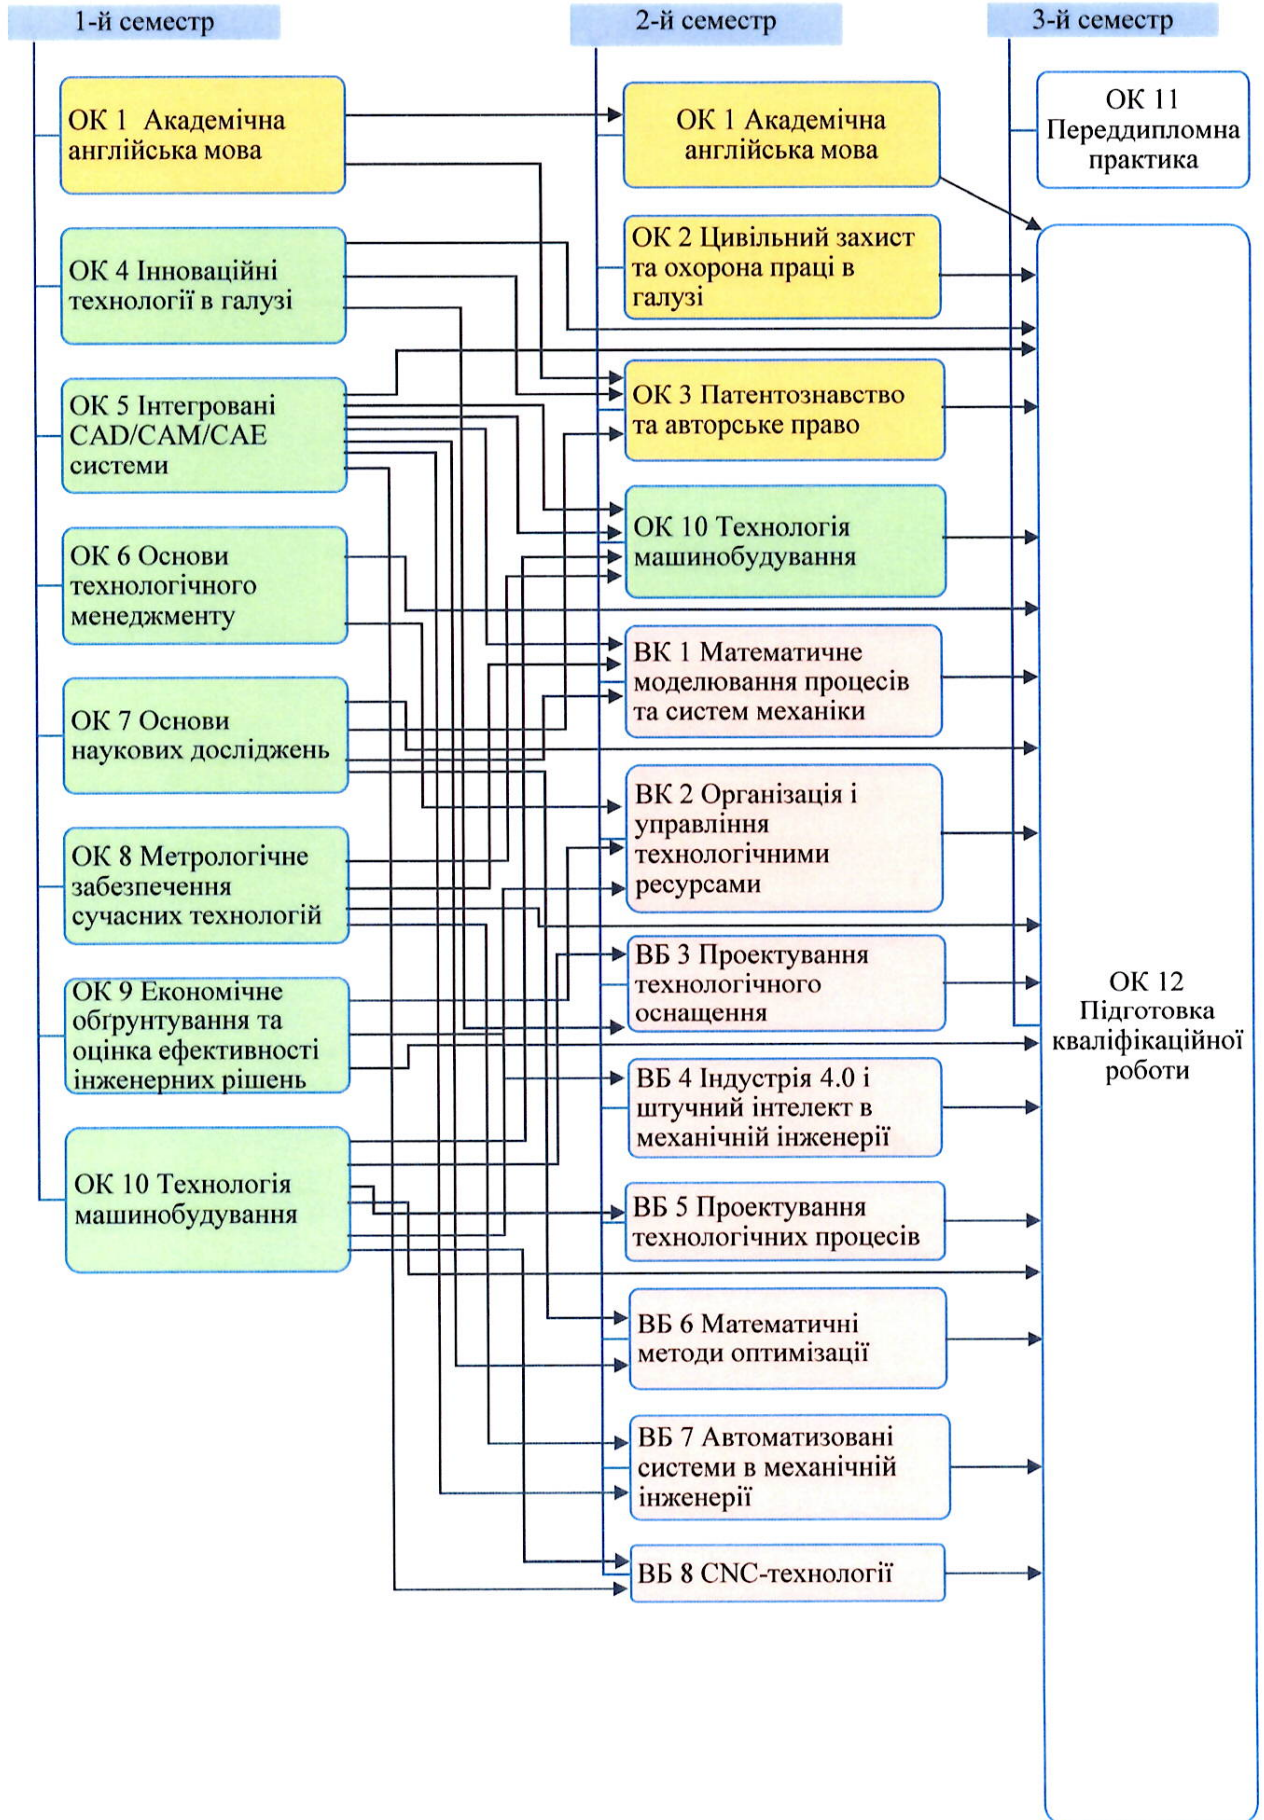 1-й семестр
2-й семестр
3-й семестр
ОК 1 Академічна
англійська мова
ОК 4 Інноваційні
технології в галузі
ОК 5 Інтегровані
CAD/CAM/CAE
системи
ОК 6 Основи
технологічного
менеджменту
ОК 7 Основи
наукових досліджень
ОК 8 Метрологічне
забезпечення
сучасних технологій
ОК 9 Економічне
обґрунтування та
оцінка ефективності
інженерних рішень
ОК 10 Технологія
машинобудування
ОК 1 Академічна
англійська мова
ОК 2 Цивільний захист
та охорона праці в
галузі
ОК 3 Патентознавство
та авторське право
ОК 10 Технологія
машинобудування
ВК 1 Математичне
моделювання процесів
та систем механіки
ВК 2 Організація і
управління
технологічними
ресурсами
ВБ 3 Проектування
технологічного
оснащення
ВБ 4 Індустрія 4.0 і
штучний інтелект в
механічній інженерії
ВБ 5 Проектування
технологічних процесів
ВБ 6 Математичні
методи оптимізації
ВБ 7 Автоматизовані
системи в механічній
інженерії
ВБ 8 CNC-технології
ОК 11
Переддипломна
практика
ОК 12
Підготовка
кваліфікаційної
роботи